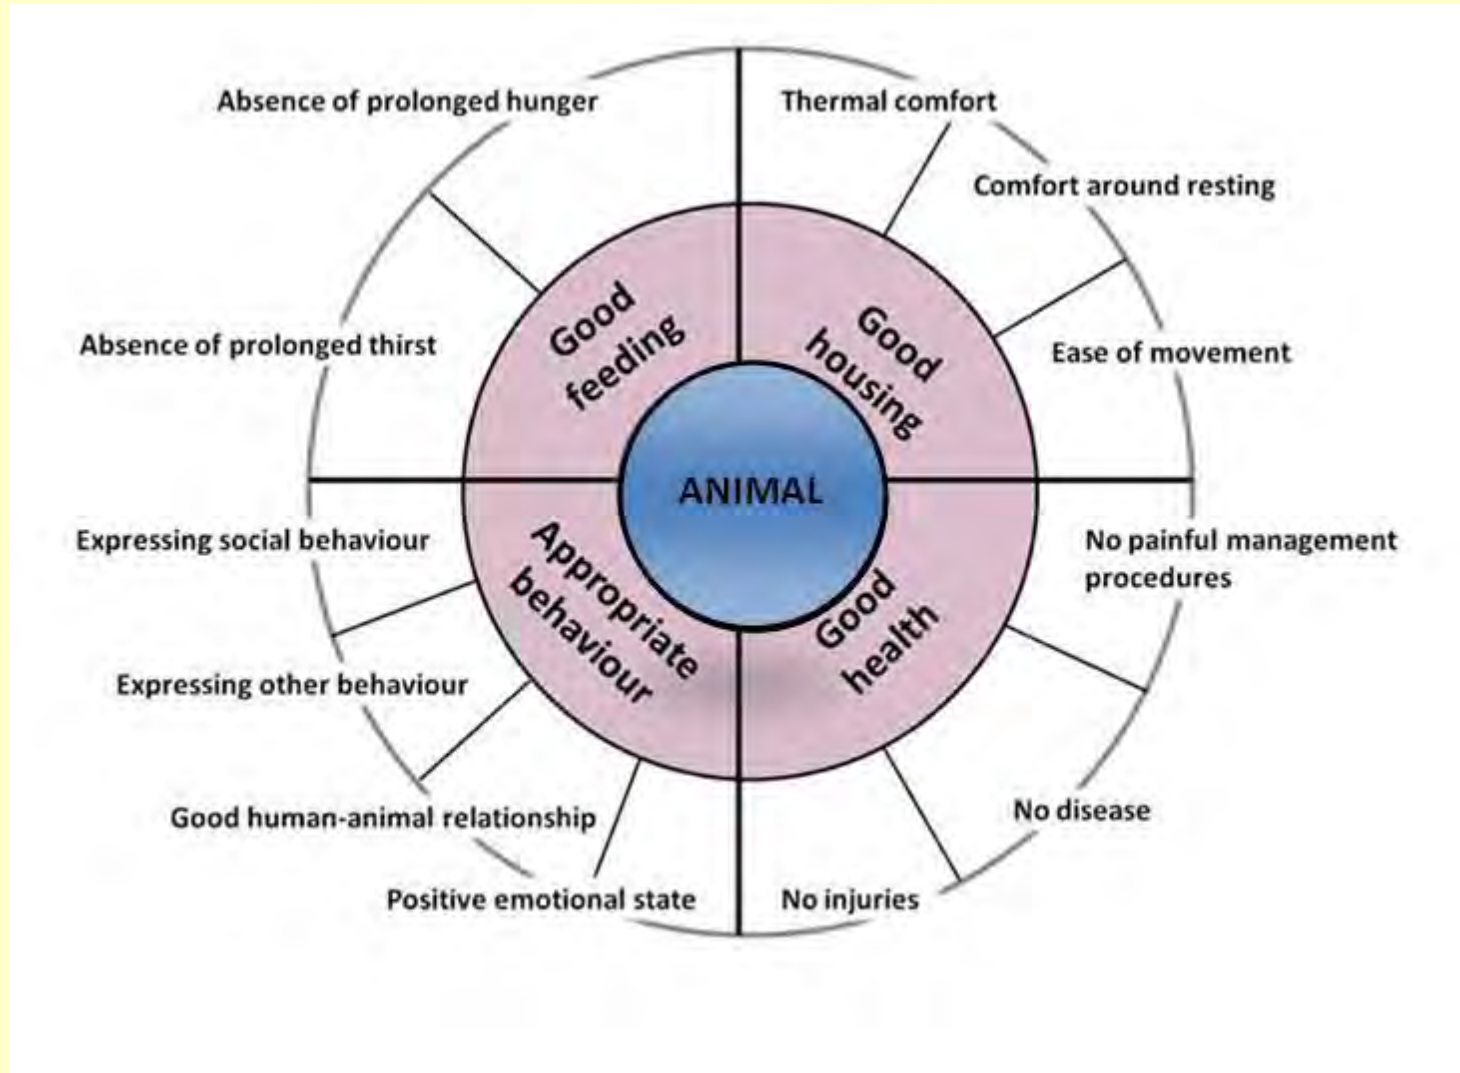 Absence of prolonged hunger
Thermal comfort
Comfort around resting
Absence of prolonged thirst
Good
feeding
Good
housing
Ease of movement
ANIMAL
Expressing social behaviour
Appropriate
behaviour
Good
health
No painful management
procedures
Expressing other behaviour
Good human-animal relationship
No disease
Positive emotional state
No injuries